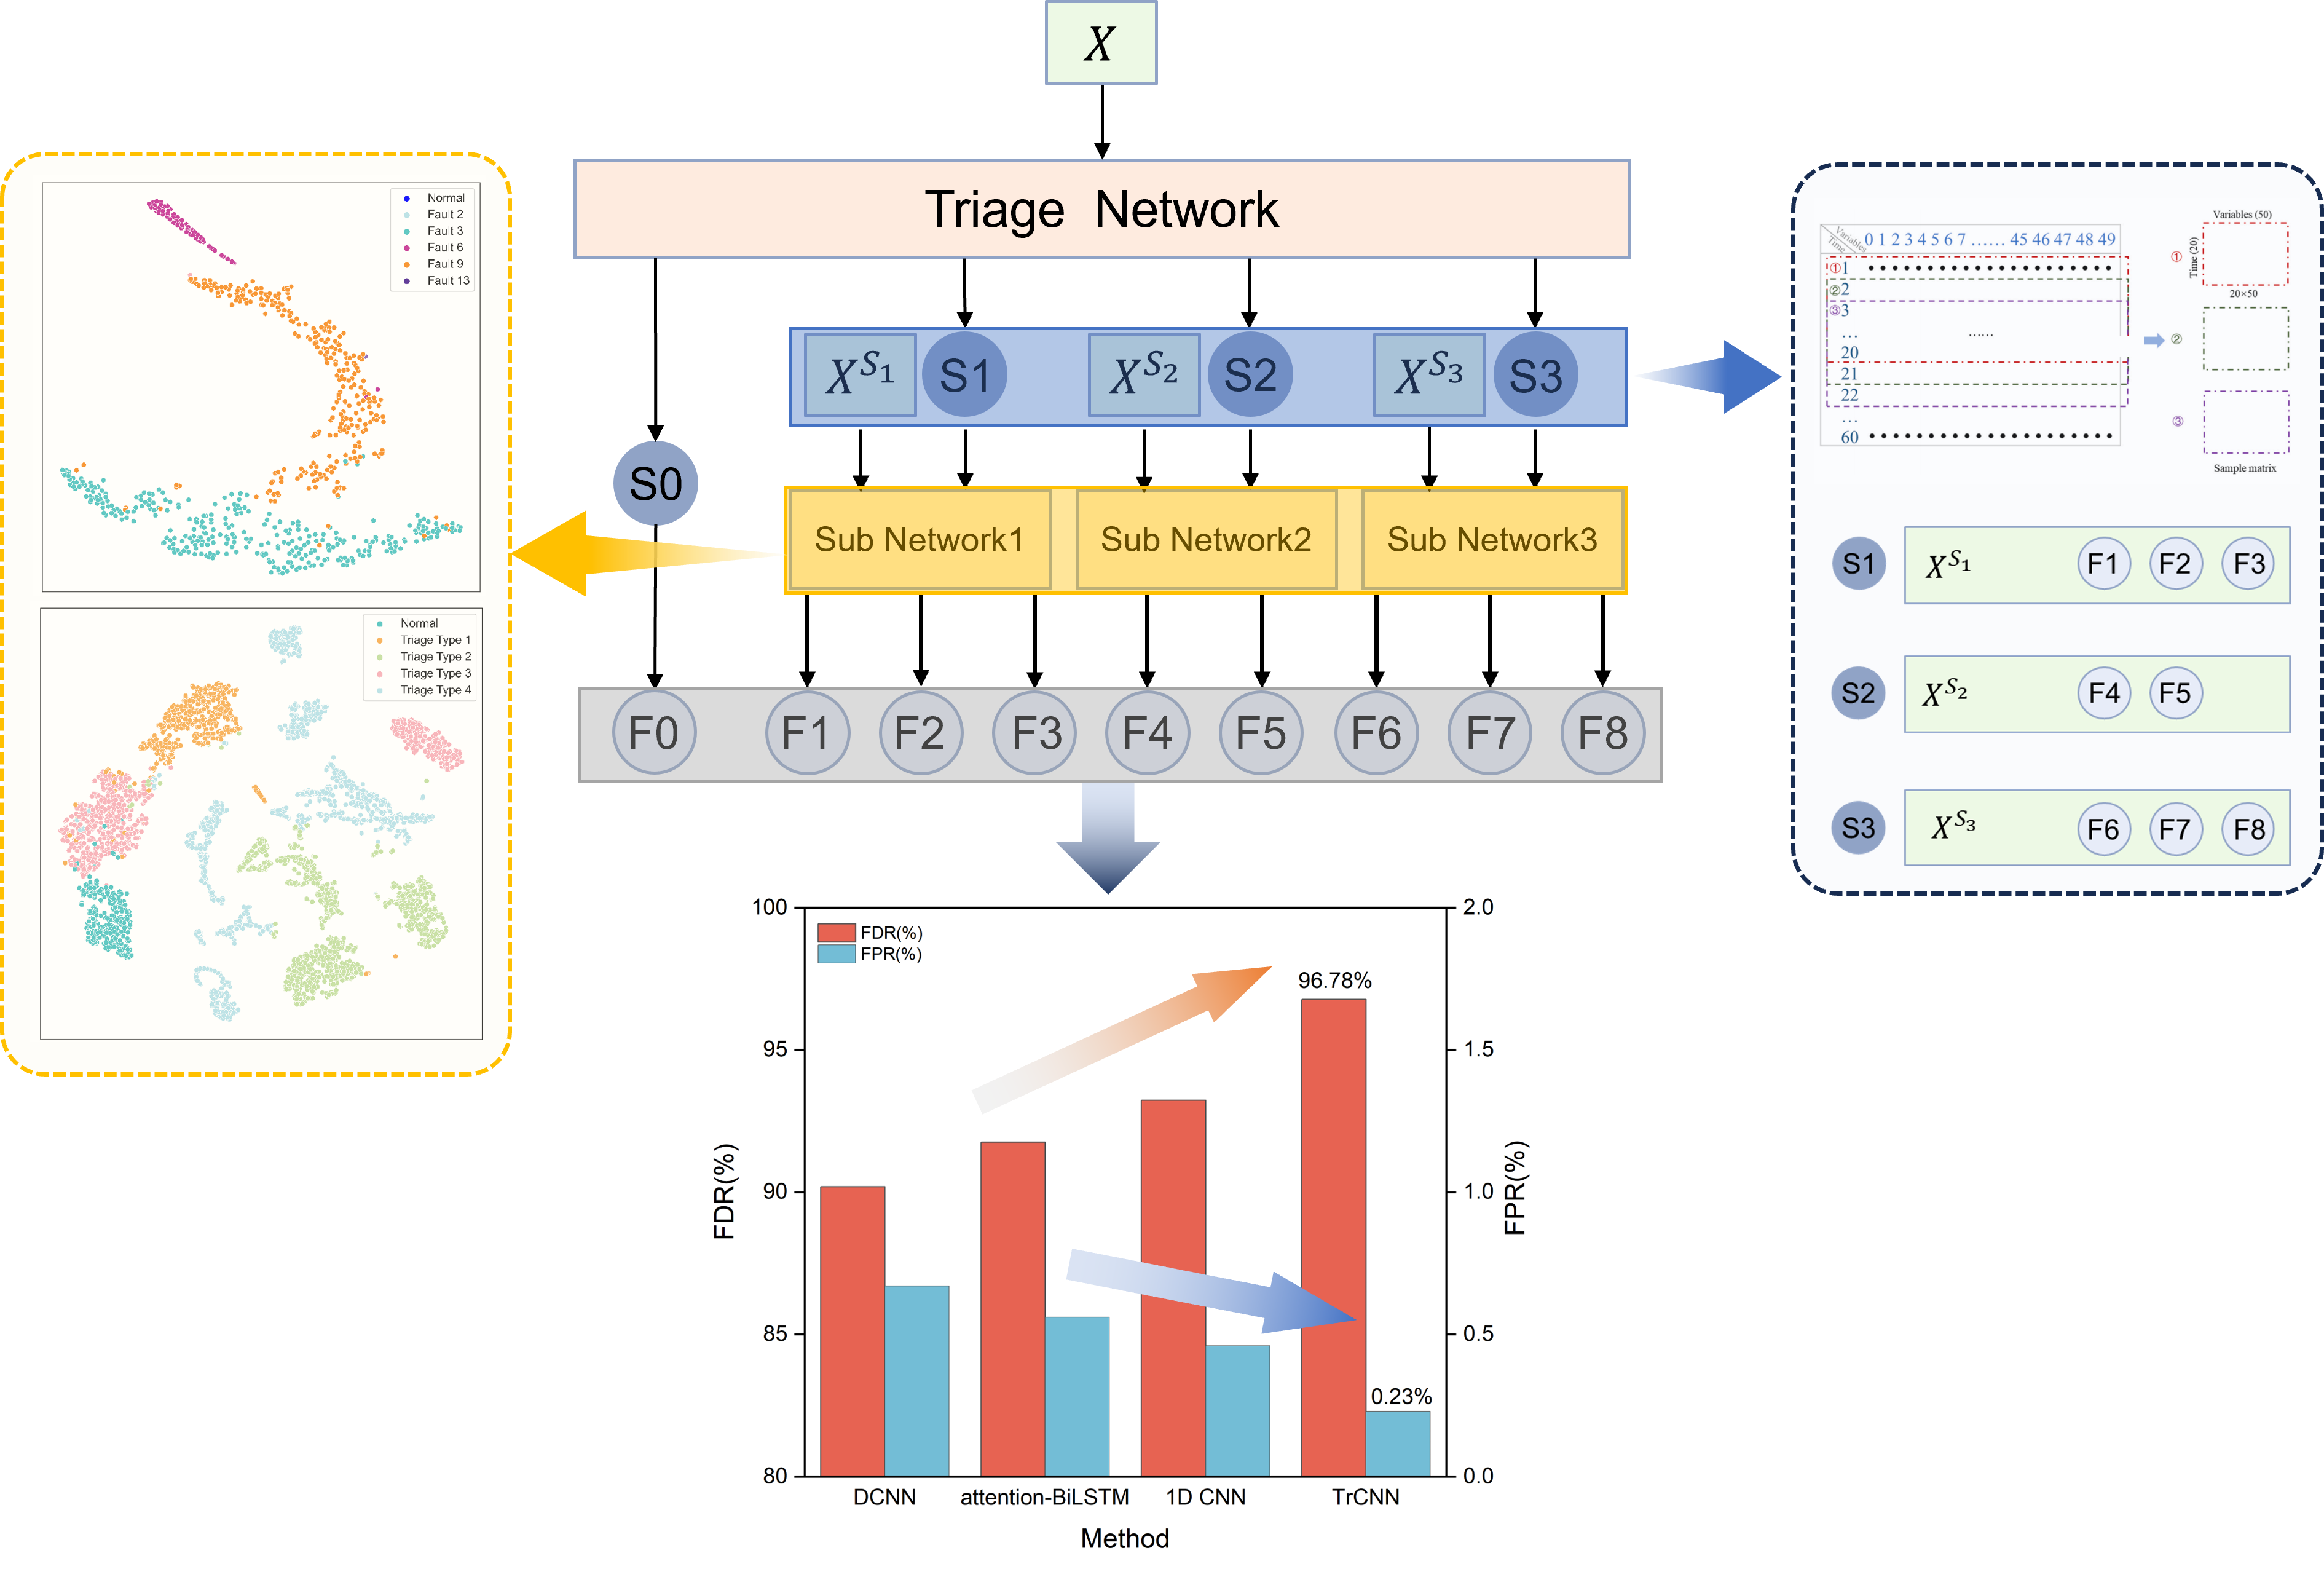 X
Triage Network
X^{S_1} S1 X^{S_2} S2 X^{S_3} S3
S0
Sub Network1 Sub Network2 Sub Network3
F0 F1 F2 F3 F4 F5 F6 F7 F8
Normal
Fault 2
Fault 3
Fault 6
Fault 9
Fault 13
Normal
Triage Type 1
Triage Type 2
Triage Type 3
Triage Type 4
Variables
Time
0 1 2 3 4 5 6 7 …… 45 46 47 48 49
①1
②2
③3
...
……
20
21
22
...
60
Variables (50)
①
Time (20)
20×50
②
③
Sample matrix
S1 X^{S_1} F1 F2 F3
S2 X^{S_2} F4 F5
S3 X^{S_3} F6 F7 F8
FDR(%)
FPR(%)
96.78%
0.23%
100
95
90
85
80
FDR(%)
2.0
1.5
1.0
0.5
0.0
FPR(%)
DCNN attention-BiLSTM 1D CNN TrCNN
Method